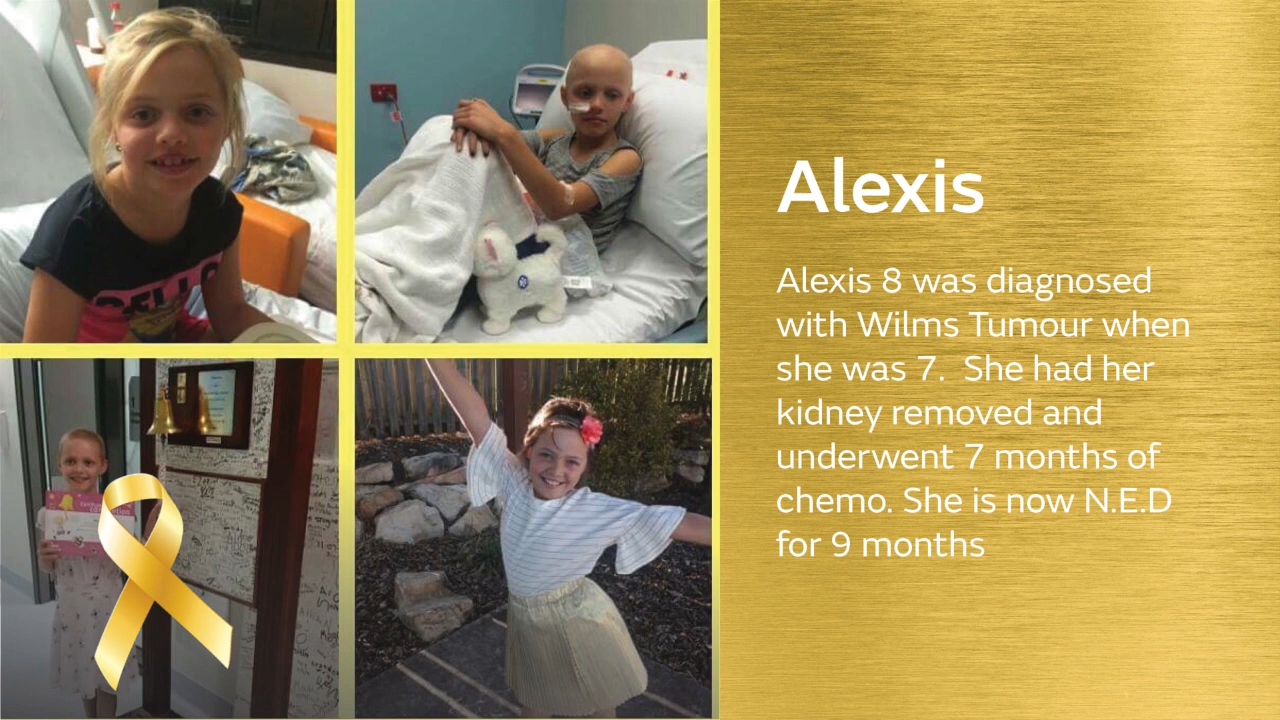 Alexis
Alexis 8 was diagnosed
with Wilms Tumour when
she was 7.  She had her
kidney removed and
underwent 7 months of
chemo. She is now N.E.D
for 9 months